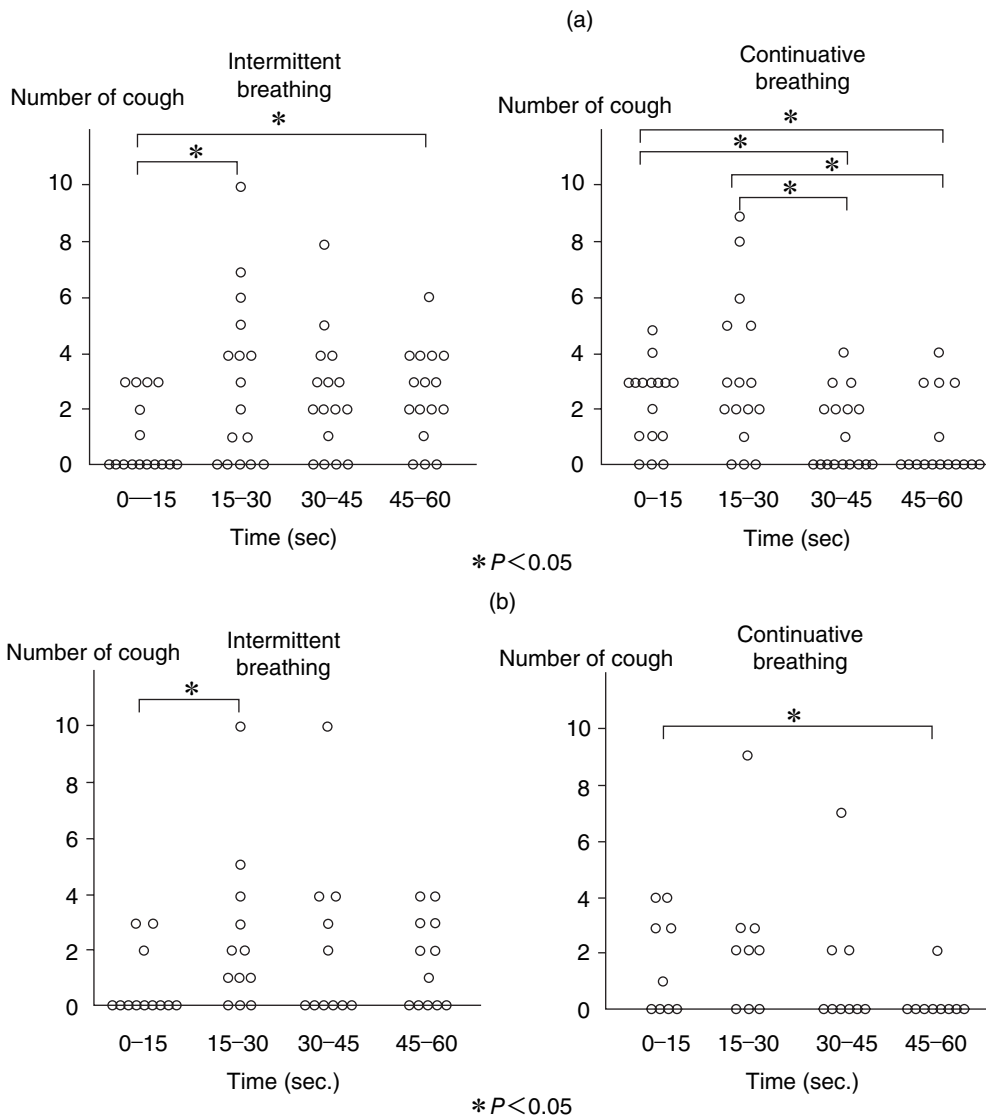 (a)
Intermittent
breathing
Number of cough
*
*
10
8
6
4
2
0
0—15 15–30 30–45 45–60
Time (sec)
Continuative
breathing
Number of cough
*
*
*
*
10
8
6
4
2
0
0–15 15–30 30–45 45–60
Time (sec)
* P<0.05
(b)
Intermittent
breathing
Number of cough
*
10
8
6
4
2
0
0–15 15–30 30–45 45–60
Time (sec.)
Continuative
breathing
Number of cough
*
10
8
6
4
2
0
0–15 15–30 30–45 45–60
Time (sec.)
* P<0.05